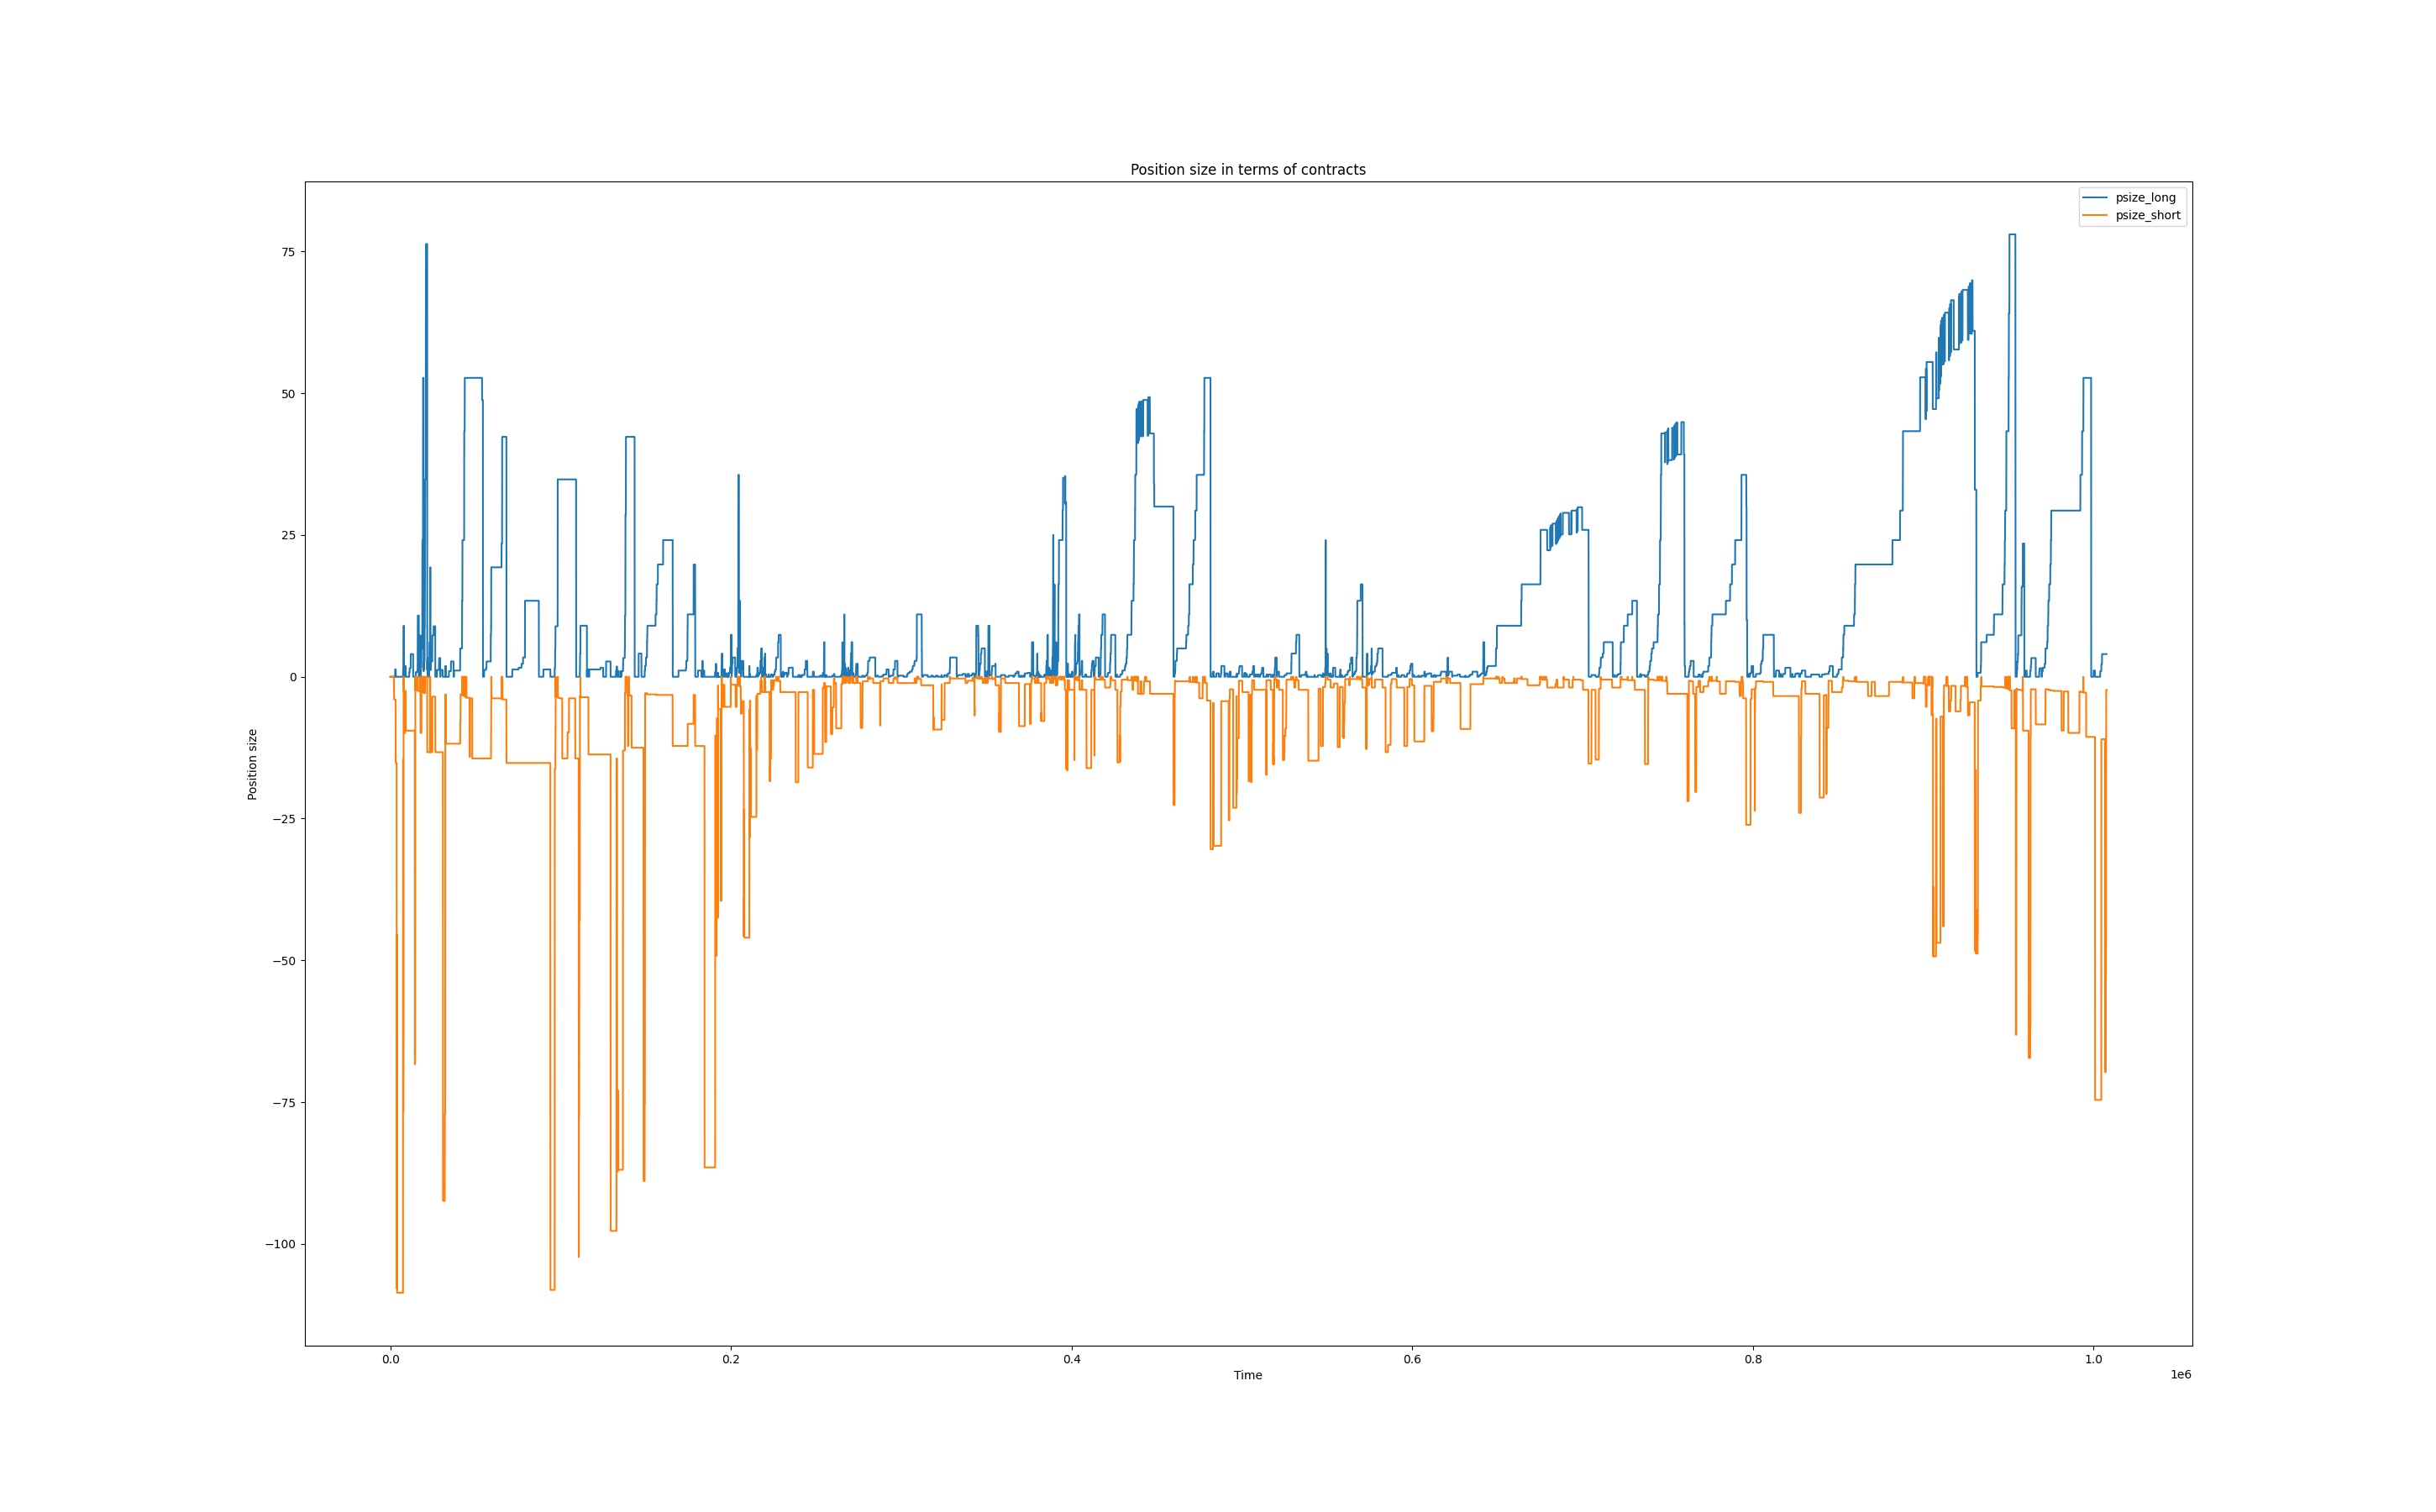 Position size in terms of contracts
psize_long
psize_short
75
50
25
0
−25
−50
−75
−100
Position size
0.0 0.2 0.4 0.6 0.8 1.0
1e6
Time